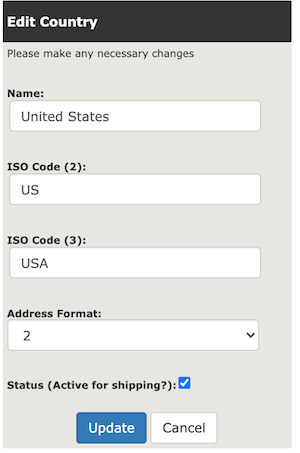 Edit Country
Please make any necessary changes
Name:
United States
ISO Code (2):
US
ISO Code (3):
USA
Address Format:
2
Status (Active for shipping?):
Update Cancel